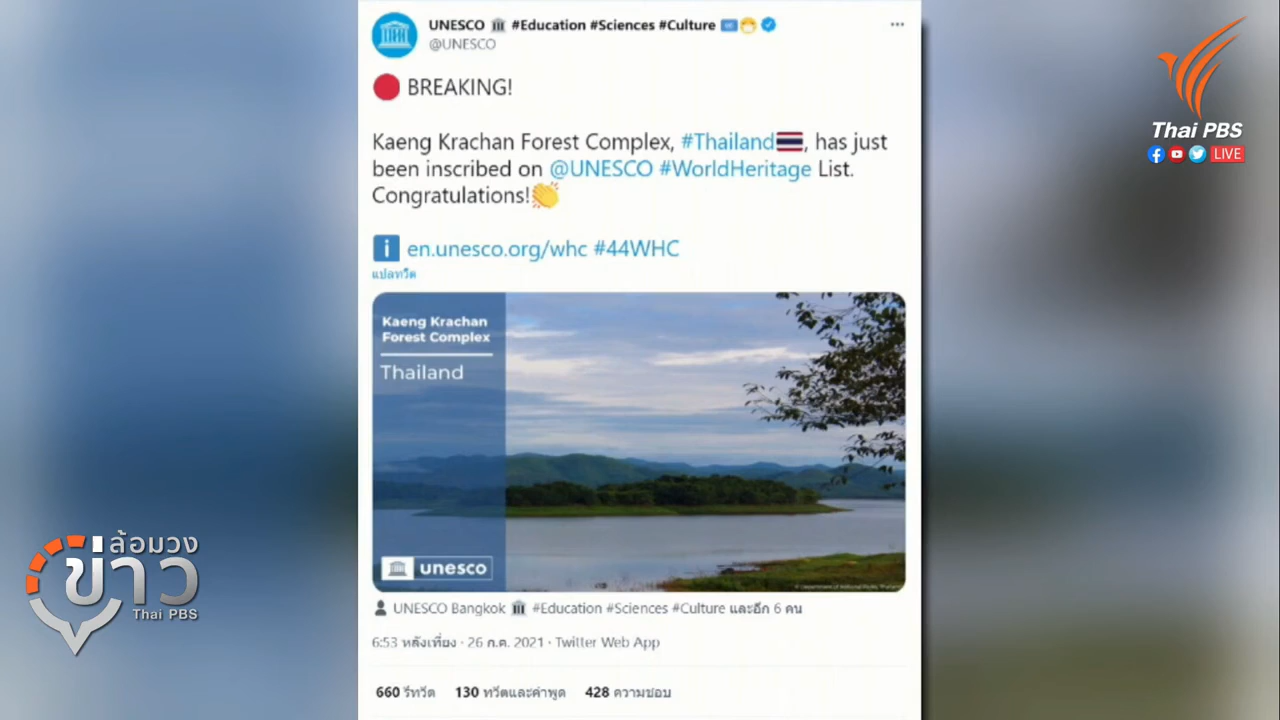 UNESCO 🏛 #Education #Sciences #Culture 🇺🇳😷
@UNESCO
🔴 BREAKING!
Kaeng Krachan Forest Complex, #Thailand🇹🇭, has just
been inscribed on @UNESCO #WorldHeritage List.
Congratulations!👏
ℹ️ en.unesco.org/whc #44WHC
แปลทวีต
Kaeng Krachan
Forest Complex
Thailand
unesco
UNESCO Bangkok 🏛 #Education #Sciences #Culture และอีก 6 คน
6:53 หลังเที่ยง · 26 ก.ค. 2021 · Twitter Web App
660 รีทวีต 130 ทวีตและคำพูด 428 ความชอบ
Thai PBS
LIVE
ล้อมวง
ข่าว
Thai PBS